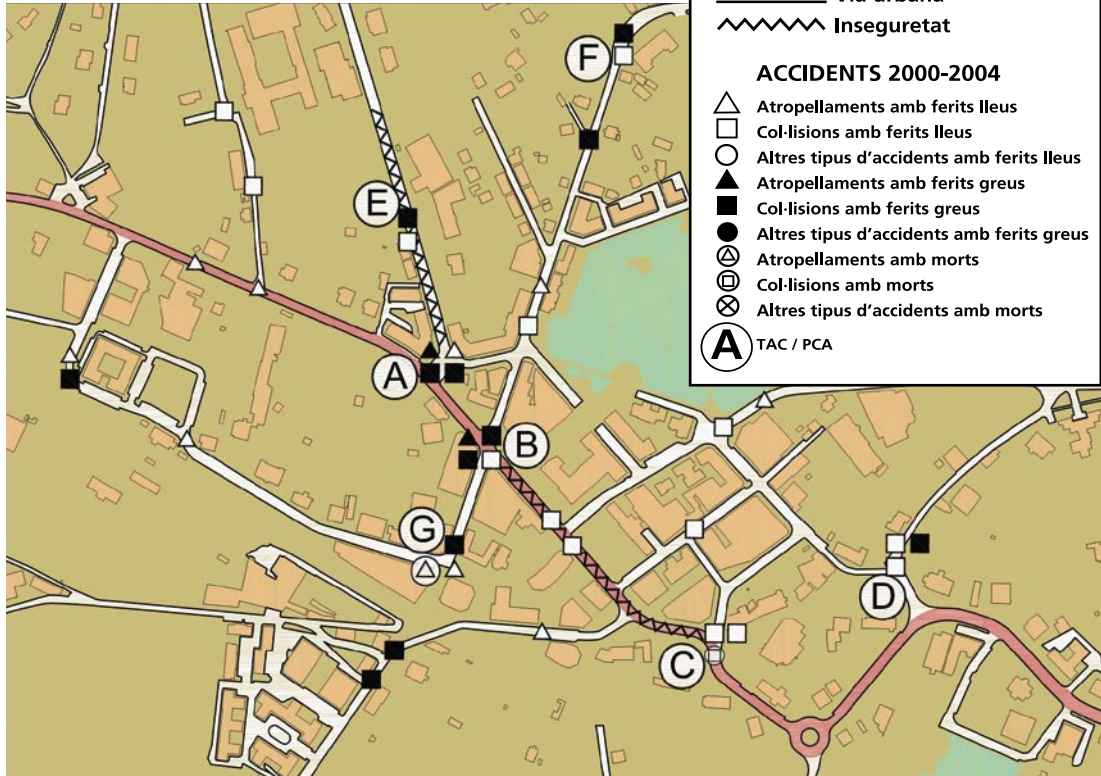 Via urbana
Inseguretat
ACCIDENTS 2000-2004
Atropellaments amb ferits lleus
Col·lisions amb ferits lleus
Altres tipus d'accidents amb ferits lleus
Atropellaments amb ferits greus
Col·lisions amb ferits greus
Altres tipus d'accidents amb ferits greus
Atropellaments amb morts
Col·lisions amb morts
Altres tipus d'accidents amb morts
A TAC / PCA
F
E
A
B
G
D
C